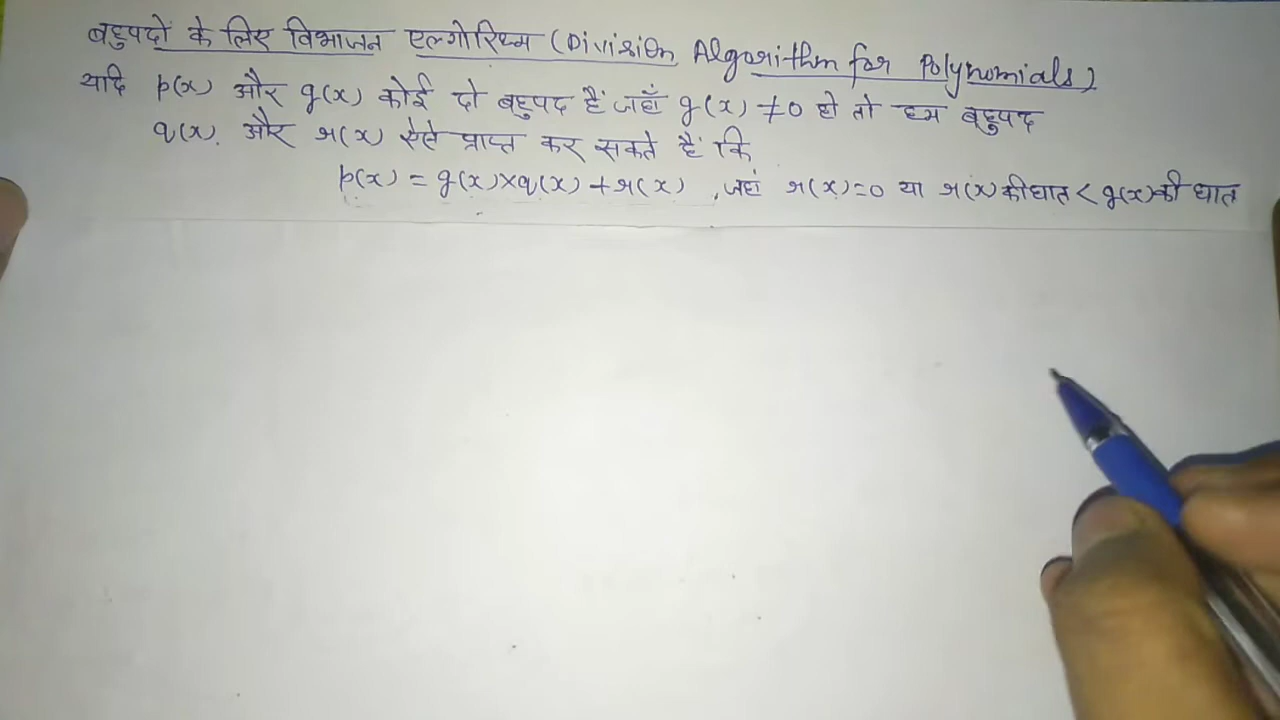 बहुपदों के लिए विभाजन एल्गोरिथ्म (Division Algorithm for Polynomials)
यदि p(x) और g(x) कोई दो बहुपद हैं जहाँ g(x) ≠ 0 हो तो हम बहुपद
q(x) और r(x) ऐसे प्राप्त कर सकते हैं कि
p(x) = g(x) × q(x) + r(x) , जहां r(x) = 0 या r(x) की घात < g(x) की घात